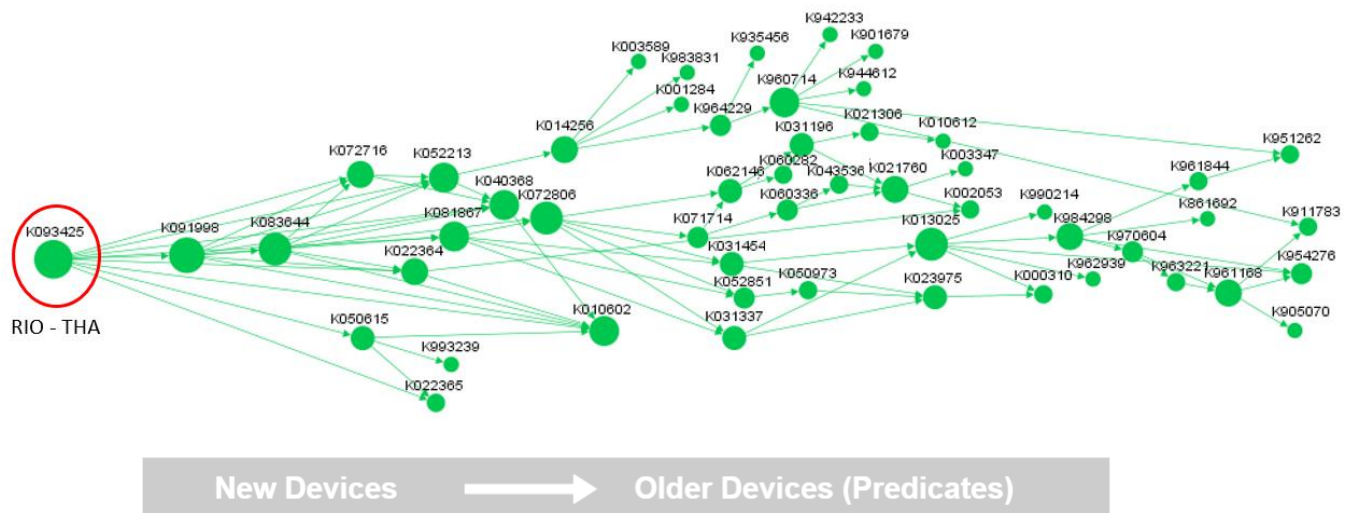 K942233
K935456
K901679
K003589
K983831
K960714
K944612
K001284
K964229
K021306
K014256
K010612
K031196
K072716
K052213
K951262
K060282
K003347
K062146
K043536
K021760
K961844
K040368
K072806
K060336
K002053
K990214
K861692
K081867
K071714
K013025
K984298
K911783
K093425
K091998
K083644
K022364
K031454
K970604
K050973
K962939
K963221
K954276
K052851
K023975
K000310
K961168
K010602
K031337
RIO - THA
K050615
K905070
K993239
K022365
New Devices
Older Devices (Predicates)